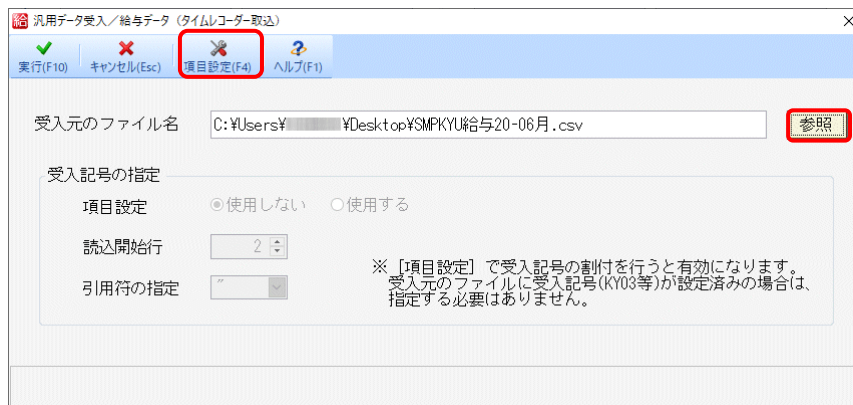 給 汎用データ受入／給与データ（タイムレコーダー取込）
実行(F10) キャンセル(Esc) 項目設定(F4) ヘルプ(F1)
受入元のファイル名 C:¥Users¥ ¥Desktop¥SMPKYU給与20-06月.csv 参照
受入記号の指定
項目設定 使用しない 使用する
読込開始行 2
引用符の指定 ”
※［項目設定］で受入記号の割付を行うと有効になります。
受入元のファイルに受入記号(KY03等)が設定済みの場合は、
指定する必要はありません。